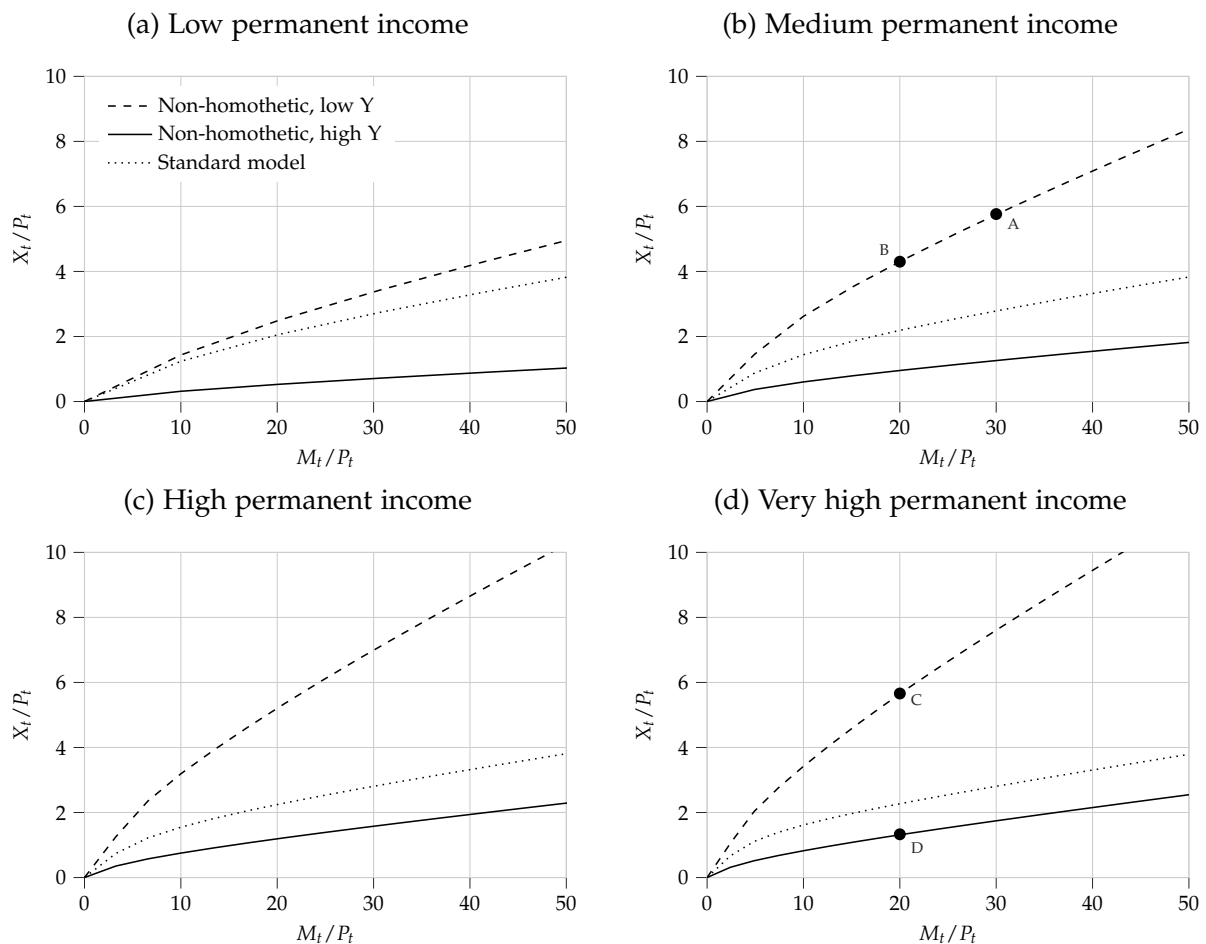 (a) Low permanent income
10
8
6
4
2
0
X_t/P_t
Non-homothetic, low Y
Non-homothetic, high Y
Standard model
0 10 20 30 40 50
M_t/P_t
(b) Medium permanent income
10
8
6
4
2
0
X_t/P_t
A
B
0 10 20 30 40 50
M_t/P_t
(c) High permanent income
10
8
6
4
2
0
X_t/P_t
0 10 20 30 40 50
M_t/P_t
(d) Very high permanent income
10
8
6
4
2
0
X_t/P_t
C
D
0 10 20 30 40 50
M_t/P_t